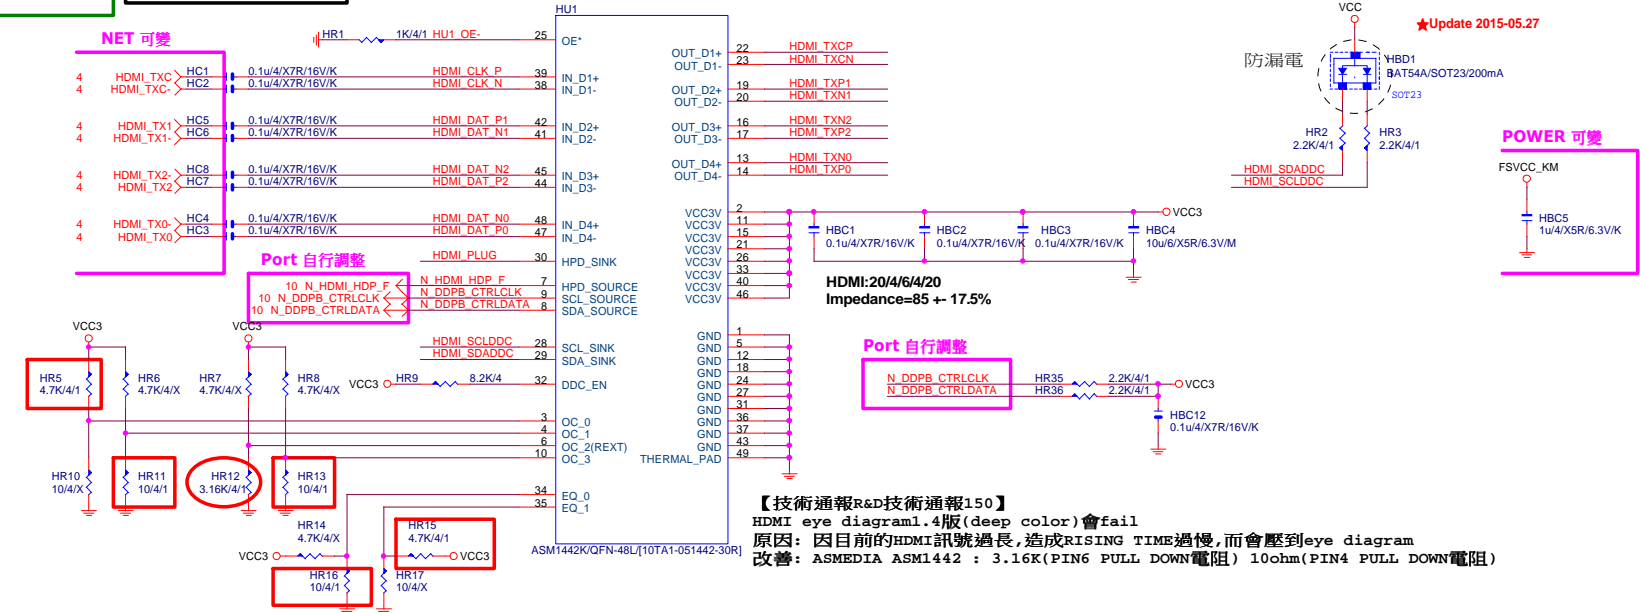 HU1
VCC
★Update 2015-05.27
NET 可變
HR1 1K/4/1 HU1_OE- 25 OE*
防漏電
HBD1
BAT54A/SOT23/200mA
SOT23
OUT_D1+ 22 HDMI_TXCP
OUT_D1- 23 HDMI_TXCN
4 HDMI_TXC HC1 0.1u/4/X7R/16V/K HDMI_CLK_P 39 IN_D1+
4 HDMI_TXC- HC2 0.1u/4/X7R/16V/K HDMI_CLK_N 38 IN_D1-
OUT_D2+ 19 HDMI_TXP1
OUT_D2- 20 HDMI_TXN1
4 HDMI_TX1 HC5 0.1u/4/X7R/16V/K HDMI_DAT_P1 42 IN_D2+
4 HDMI_TX1- HC6 0.1u/4/X7R/16V/K HDMI_DAT_N1 41 IN_D2-
OUT_D3+ 16 HDMI_TXN2
OUT_D3- 17 HDMI_TXP2
HR2
2.2K/4/1
HR3
2.2K/4/1
POWER 可變
4 HDMI_TX2- HC8 0.1u/4/X7R/16V/K HDMI_DAT_N2 45 IN_D3+
4 HDMI_TX2 HC7 0.1u/4/X7R/16V/K HDMI_DAT_P2 44 IN_D3-
OUT_D4+ 13 HDMI_TXN0
OUT_D4- 14 HDMI_TXP0
HDMI_SDADDC
HDMI_SCLDDC
FSVCC_KM
HBC5
1u/4/X5R/6.3V/K
4 HDMI_TX0- HC4 0.1u/4/X7R/16V/K HDMI_DAT_N0 48 IN_D4+
4 HDMI_TX0 HC3 0.1u/4/X7R/16V/K HDMI_DAT_P0 47 IN_D4-
VCC3V 2 VCC3
VCC3V 11
VCC3V 15
VCC3V 21
VCC3V 26
VCC3V 33
VCC3V 40
VCC3V 46
HBC1
0.1u/4/X7R/16V/K
HBC2
0.1u/4/X7R/16V/K
HBC3
0.1u/4/X7R/16V/K
HBC4
10u/6/X5R/6.3V/M
HDMI:20/4/6/4/20
Impedance=85 +- 17.5%
Port 自行調整
HDMI_PLUG 30 HPD_SINK
10 N_HDMI_HDP_F N_HDMI_HDP_F 7 HPD_SOURCE
10 N_DDPB_CTRLCLK N_DDPB_CTRLCLK 9 SCL_SOURCE
10 N_DDPB_CTRLDATA N_DDPB_CTRLDATA 8 SDA_SOURCE
HDMI_SCLDDC 28 SCL_SINK
HDMI_SDADDC 29 SDA_SINK
VCC3 HR9 8.2K/4 32 DDC_EN
GND 1
GND 5
GND 12
GND 18
GND 24
GND 27
GND 31
GND 36
GND 37
GND 43
THERMAL_PAD 49
Port 自行調整
N_DDPB_CTRLCLK HR35 2.2K/4/1 VCC3
N_DDPB_CTRLDATA HR36 2.2K/4/1
HBC12
0.1u/4/X7R/16V/K
VCC3
VCC3
HR5
4.7K/4/1
HR6
4.7K/4/X
HR7
4.7K/4/X
HR8
4.7K/4/X
3 OC_0
4 OC_1
6 OC_2(REXT)
10 OC_3
HR10
10/4/X
HR11
10/4/1
HR12
3.16K/4/1
HR13
10/4/1
34 EQ_0
35 EQ_1
HR14
4.7K/4/X
VCC3
HR15
4.7K/4/1
VCC3
HR16
10/4/1
HR17
10/4/X
ASM1442K/QFN-48L/[10TA1-051442-30R]
【技術通報R&D技術通報150】
HDMI eye diagram1.4版(deep color)會fail
原因: 因目前的HDMI訊號過長,造成RISING TIME過慢,而會壓到eye diagram
改善: ASMEDIA ASM1442 : 3.16K(PIN6 PULL DOWN電阻) 10ohm(PIN4 PULL DOWN電阻)